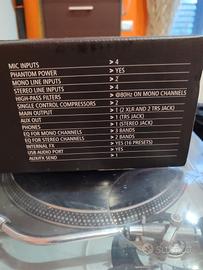 MIC INPUTS > 4
PHANTOM POWER > YES
MONO LINE INPUTS > 2
STEREO LINE INPUTS > 4
HIGH-PASS FILTERS > @80Hz ON MONO CHANNELS
SINGLE CONTROL COMPRESSORS > 2
MAIN OUTPUT > 1 (2 XLR AND 2 TRS JACK)
AUX OUT > 1 (TRS JACK)
PHONES > 1 (STEREO JACK)
EQ FOR MONO CHANNELS > 3 BANDS
EQ FOR STEREO CHANNELS > 2 BANDS
INTERNAL FX > YES (16 PRESETS)
USB AUDIO PORT > YES
AUX/FX SEND > 1
subito